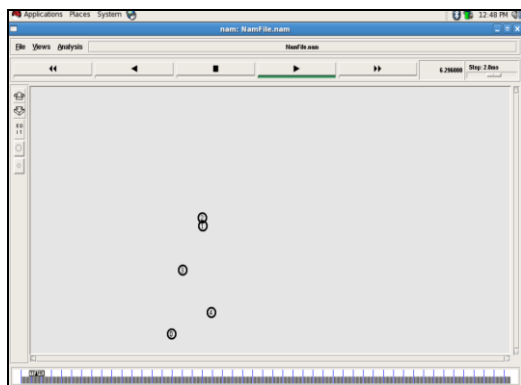 Applications Places System 12:48 PM
nam: NamFile.nam
File Views Analysis NamFile.nam
6.296000 Step: 2.0ms